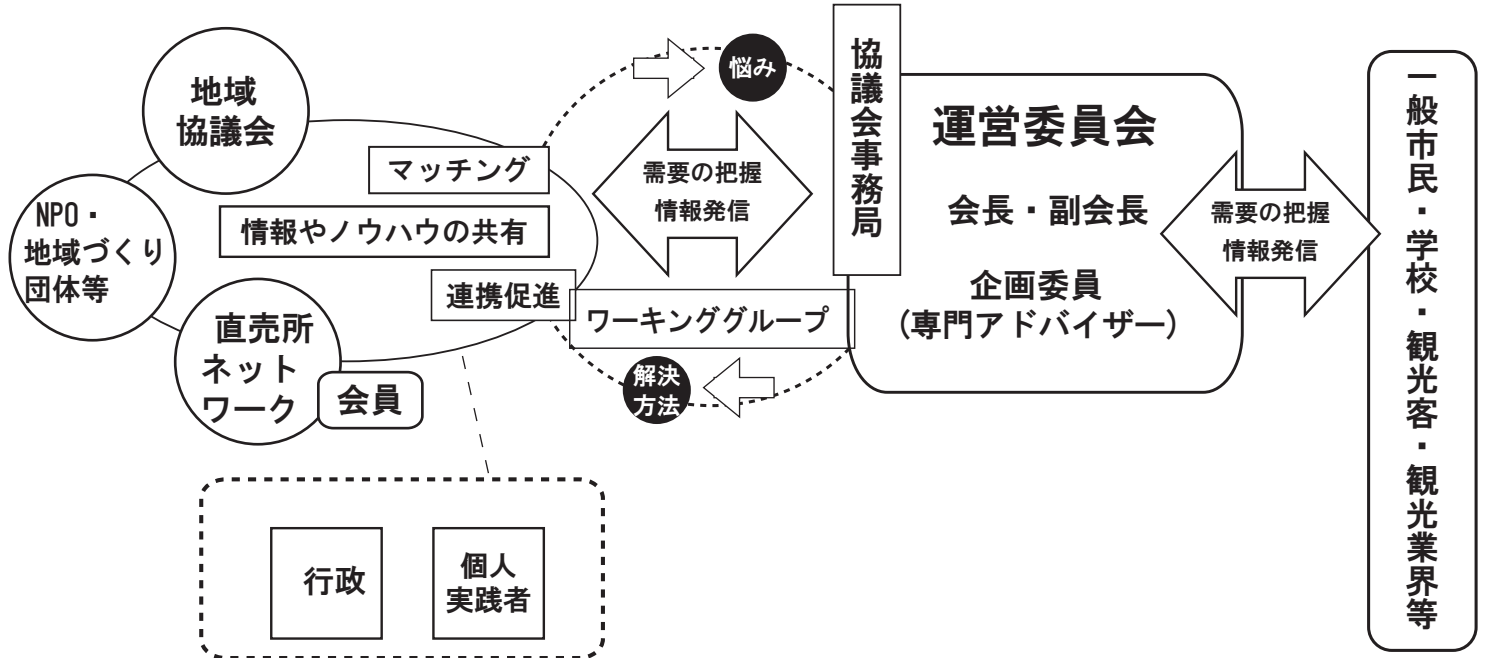 地域
協議会
NPO・
地域づくり
団体等
直売所
ネット
ワーク
会員
マッチング
情報やノウハウの共有
連携促進
行政
個人
実践者
悩み
需要の把握
情報発信
ワーキンググループ
解決
方法
協議会事務局
運営委員会
会長・副会長
企画委員
（専門アドバイザー）
需要の把握
情報発信
一般市民・学校・観光客・観光業界等